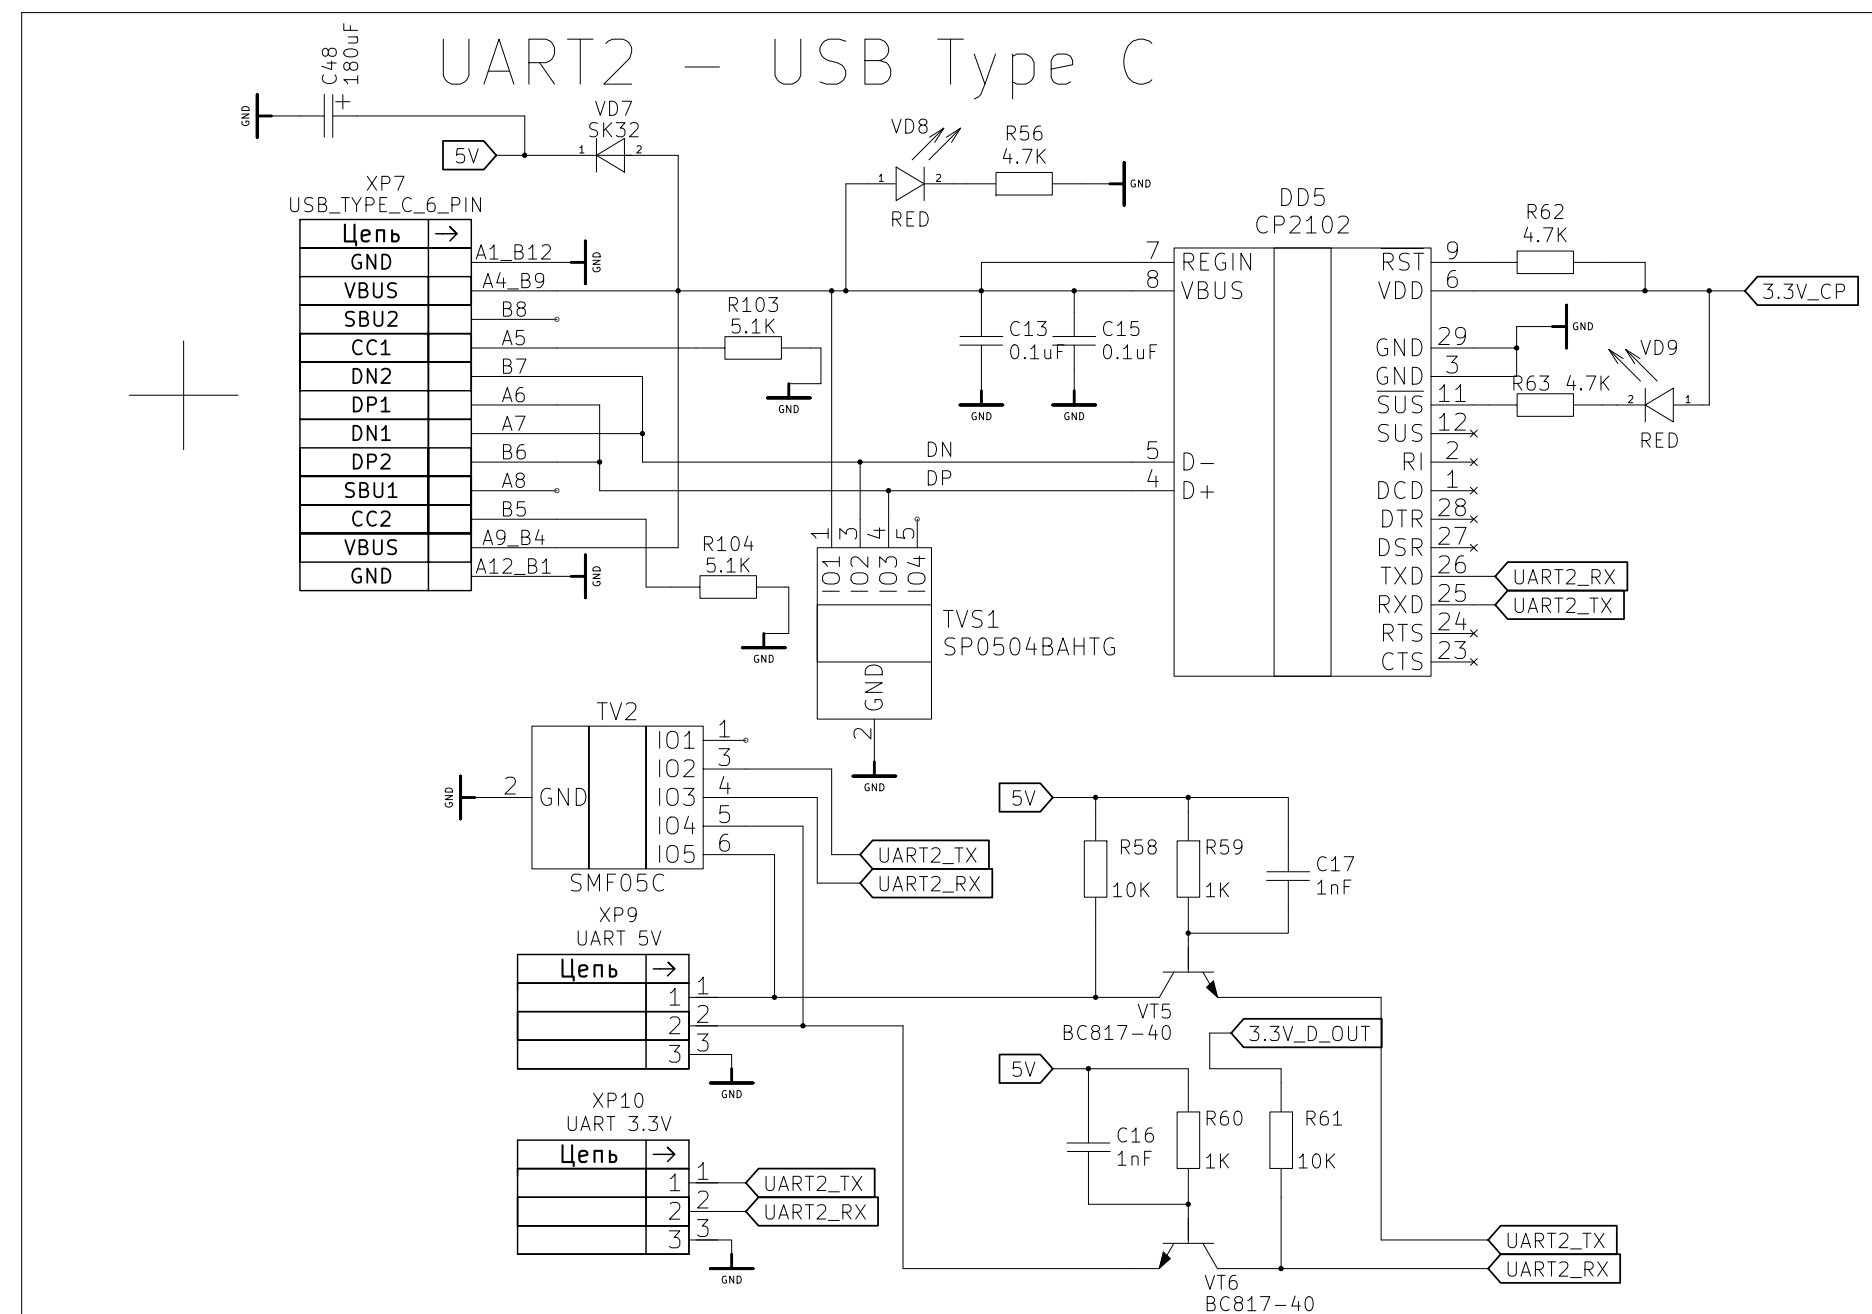 UART2 - USB Type C
C48
180uF
GND
+
5V
VD7
SK32
1 2
VD8
1 2
RED
R56
4.7K
GND
XP7
USB_TYPE_C_6_PIN
Цепь →
GND A1_B12 GND
VBUS A4_B9
SBU2 B8
CC1 A5
DN2 B7
DP1 A6
DN1 A7
DP2 B6
SBU1 A8
CC2 B5
VBUS A9_B4
GND A12_B1 GND
R103
5.1K
GND
R104
5.1K
GND
C13
0.1uF
GND
C15
0.1uF
GND
DN
DP
DD5
CP2102
7 REGIN
8 VBUS
5 D-
4 D+
RST 9
VDD 6
GND 29
GND 3
SUS 11
SUS 12
RI 2
DCD 1
DTR 28
DSR 27
TXD 26 UART2_RX
RXD 25 UART2_TX
RTS 24
CTS 23
R62
4.7K
3.3V_CP
GND
VD9
R63 4.7K
2 1
RED
1 3 4 5
IO1 IO2 IO3 IO4
TVS1
SP0504BAHTG
GND
2
GND
TV2
IO1 1
IO2 3
IO3 4
IO4 5
IO5 6
GND 2 GND
SMF05C
UART2_TX
UART2_RX
XP9
UART 5V
Цепь →
1 1
2 2
3 3
GND
XP10
UART 3.3V
Цепь →
1 1 UART2_TX
2 2 UART2_RX
3 3
GND
5V
R58
10K
R59
1K
C17
1nF
VT5
BC817-40
3.3V_D_OUT
5V
C16
1nF
R60
1K
R61
10K
UART2_TX
UART2_RX
VT6
BC817-40